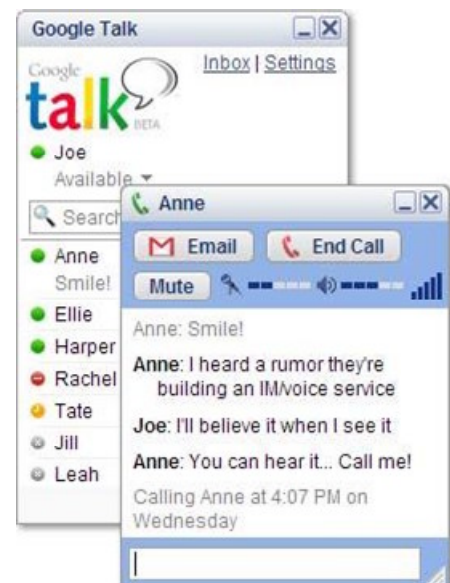 Google Talk
Inbox | Settings
Google
talk
BETA
Joe
Available
Search
Anne
Smile!
Ellie
Harper
Rachel
Tate
Jill
Leah
Anne
Email
End Call
Mute
Anne: Smile!
Anne: I heard a rumor they're
building an IM/voice service
Joe: I'll believe it when I see it
Anne: You can hear it... Call me!
Calling Anne at 4:07 PM on
Wednesday